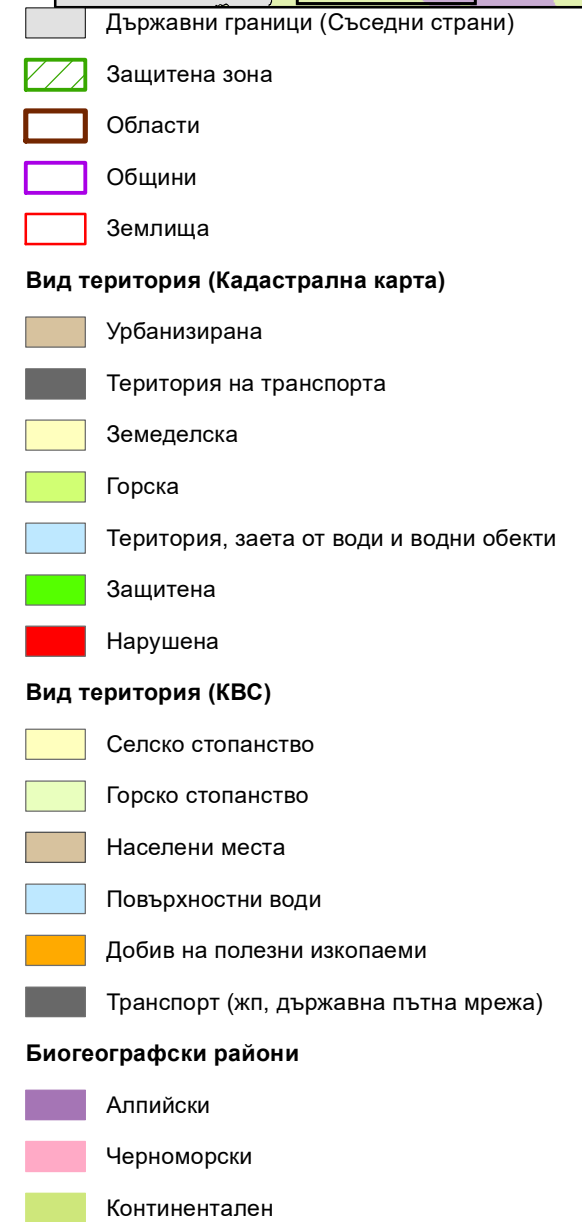 Държавни граници (Съседни страни)
Защитена зона
Области
Общини
Землища
Вид територия (Кадастрална карта)
Урбанизирана
Територия на транспорта
Земеделска
Горска
Територия, заета от води и водни обекти
Защитена
Нарушена
Вид територия (КВС)
Селско стопанство
Горско стопанство
Населени места
Повърхностни води
Добив на полезни изкопаеми
Транспорт (жп, държавна пътна мрежа)
Биогеографски райони
Алпийски
Черноморски
Континентален